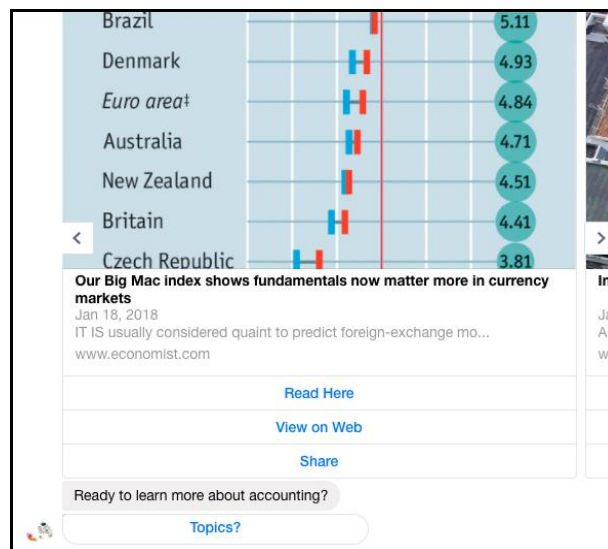 Brazil 5.11
Denmark 4.93
Euro area‡ 4.84
Australia 4.71
New Zealand 4.51
Britain 4.41
Czech Republic 3.81
Our Big Mac index shows fundamentals now matter more in currency
markets
Jan 18, 2018
IT IS usually considered quaint to predict foreign-exchange mo...
www.economist.com
Read Here
View on Web
Share
Ready to learn more about accounting?
Topics?